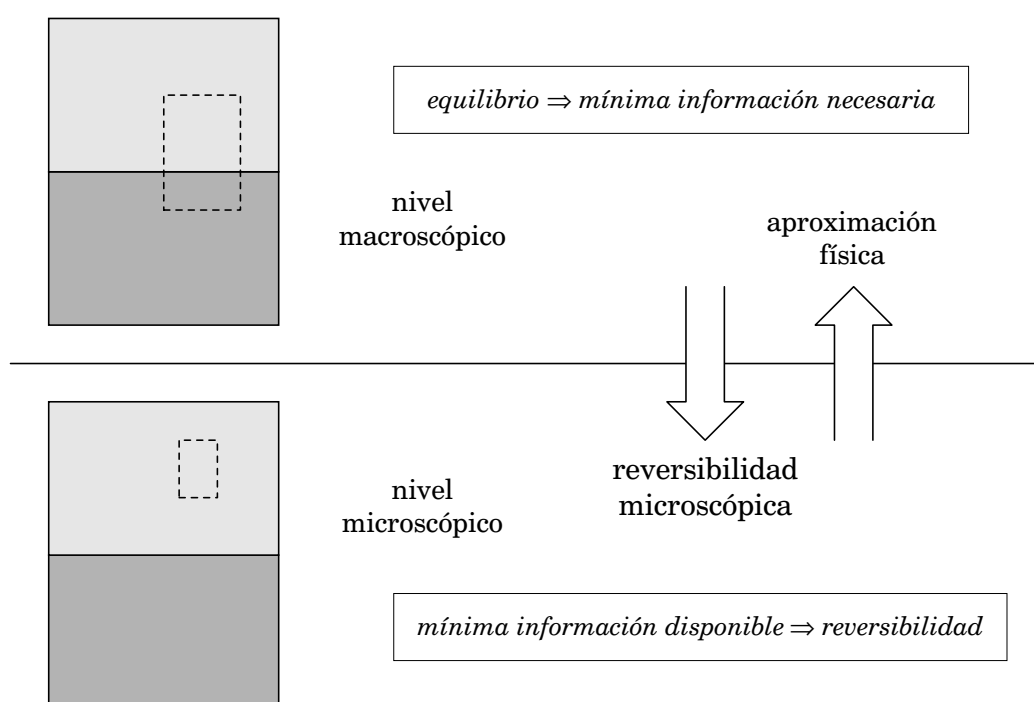 equilibrio ⇒ mínima información necesaria
nivel
macroscópico
aproximación
física
reversibilidad
microscópica
nivel
microscópico
mínima información disponible ⇒ reversibilidad